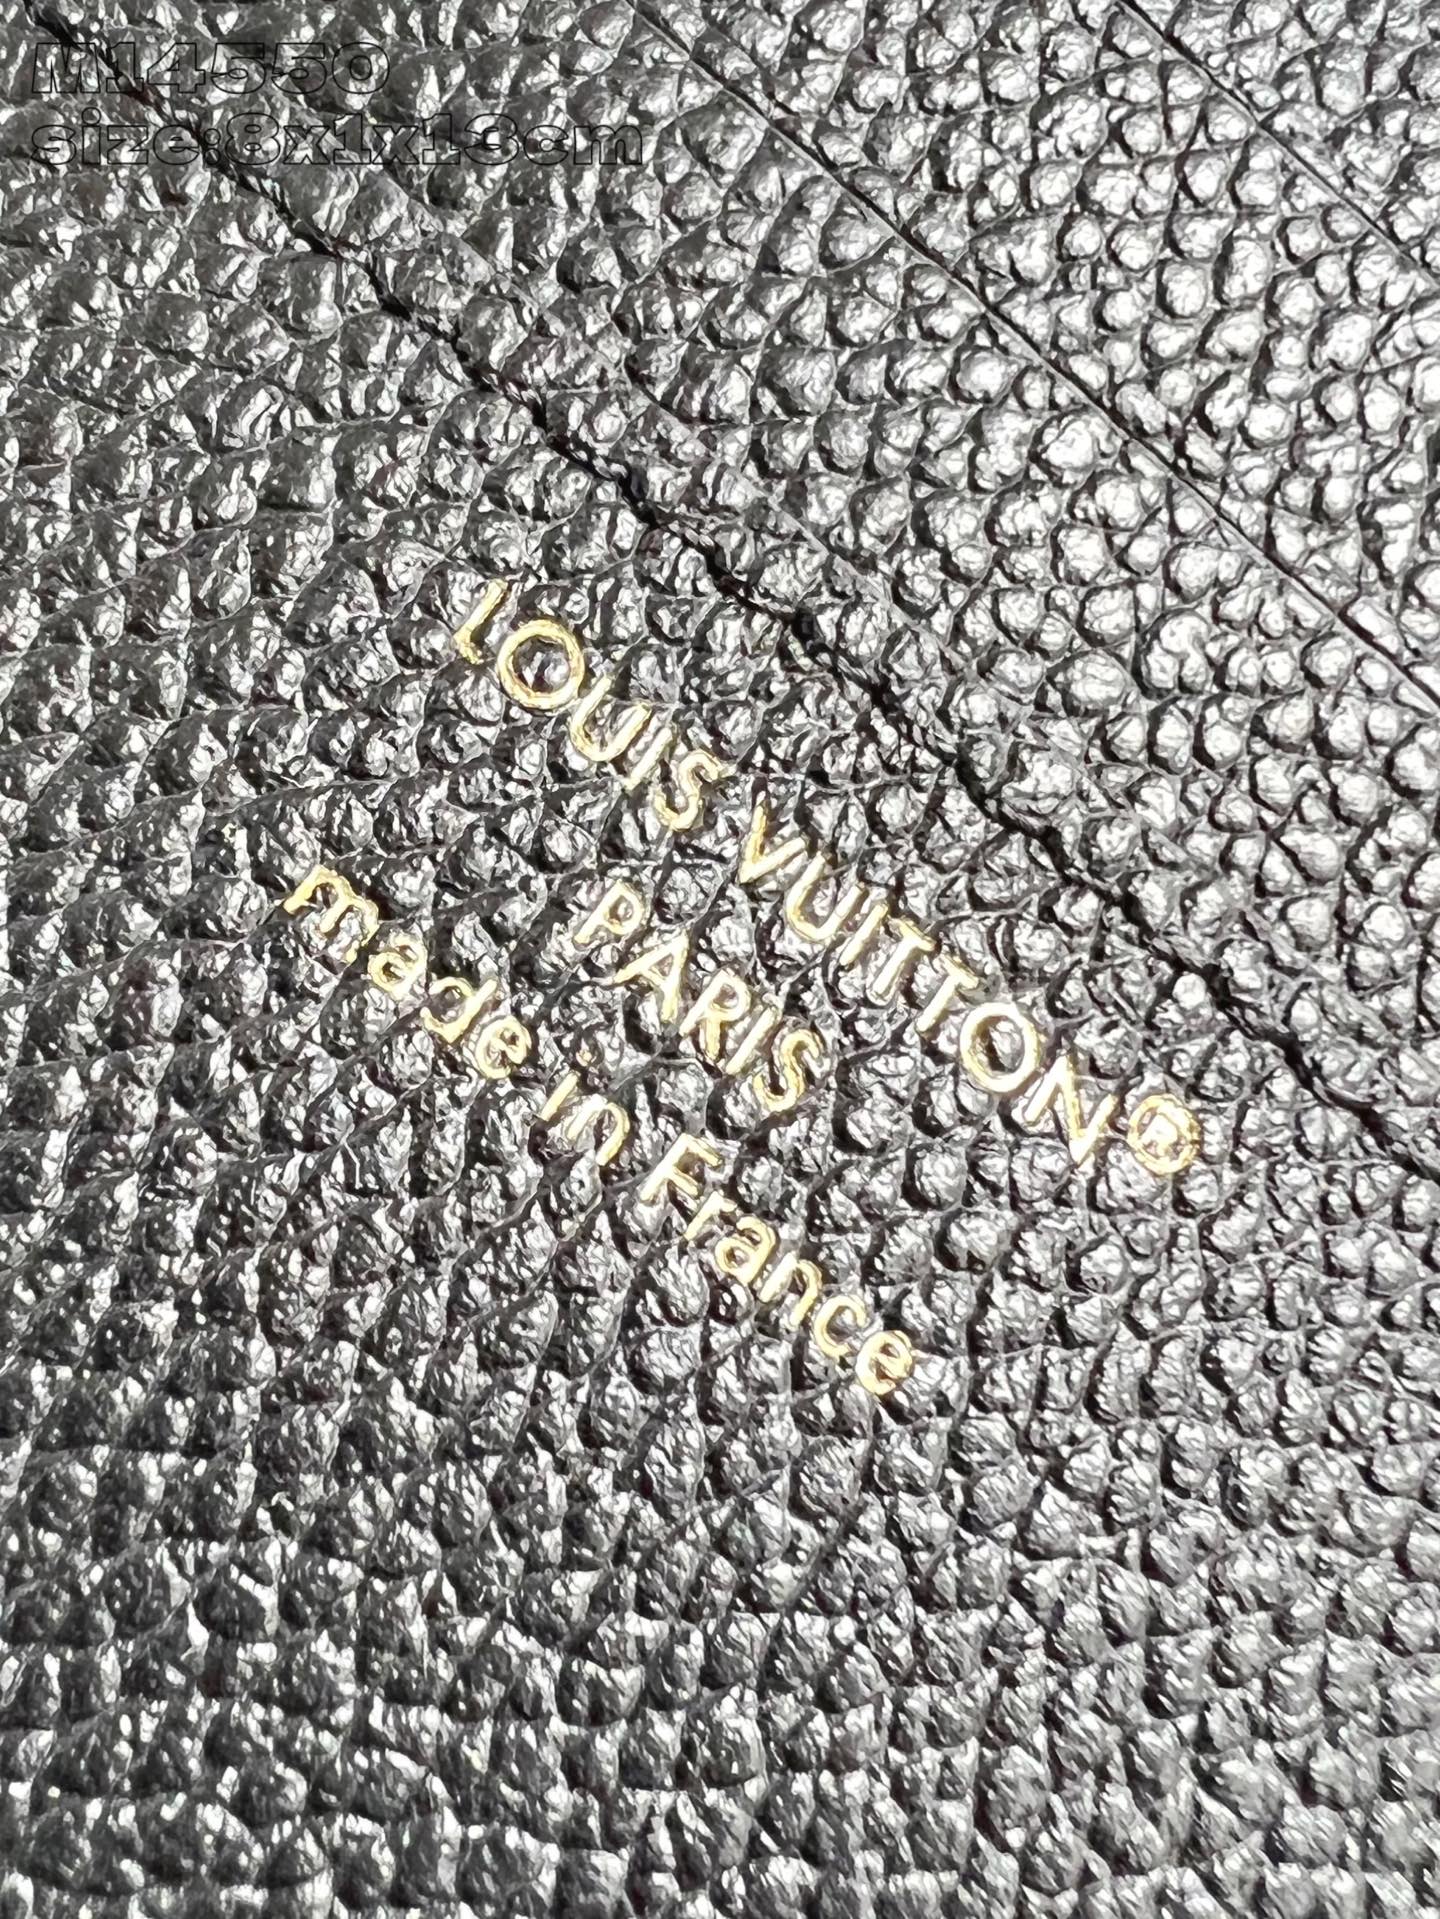 M14550
size:8x1x13cm
LOUIS VUITTON®
PARIS
made in France